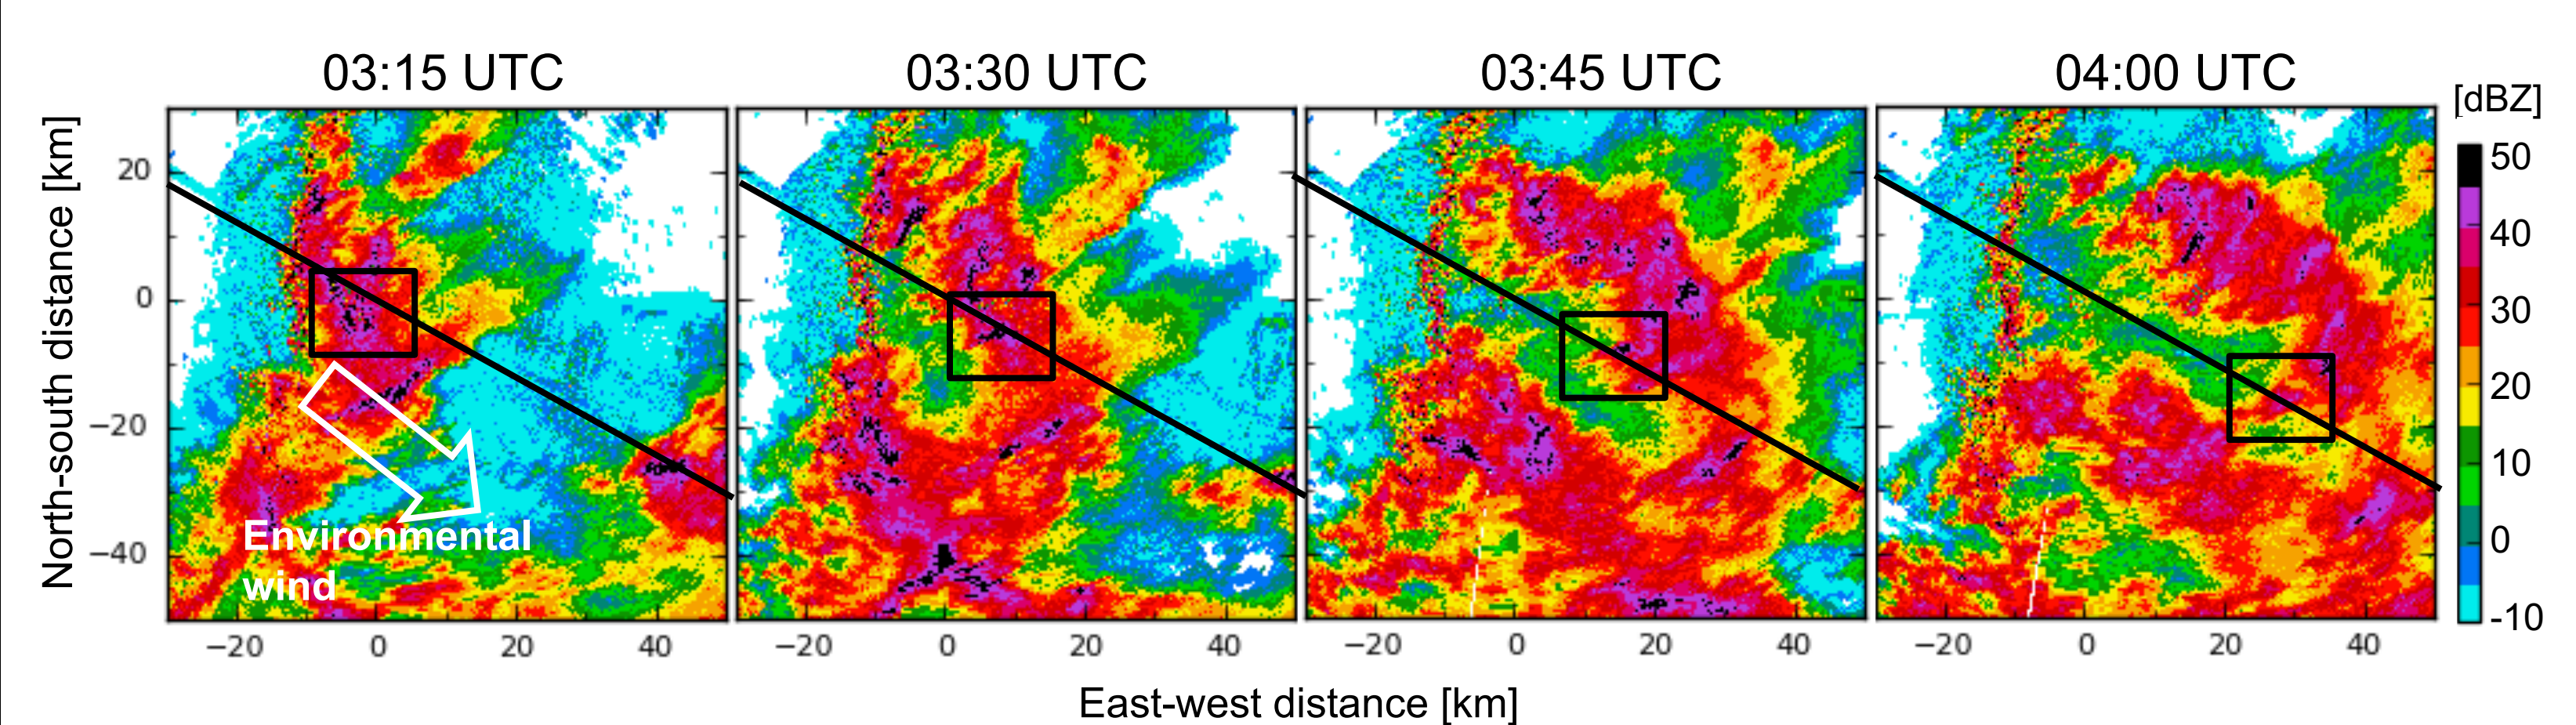 03:15 UTC
03:30 UTC
03:45 UTC
04:00 UTC
[dBZ]
North-south distance [km]
20
0
−20
−40
Environmental
wind
50
40
30
20
10
0
-10
−20 0 20 40
−20 0 20 40
−20 0 20 40
−20 0 20 40
East-west distance [km]